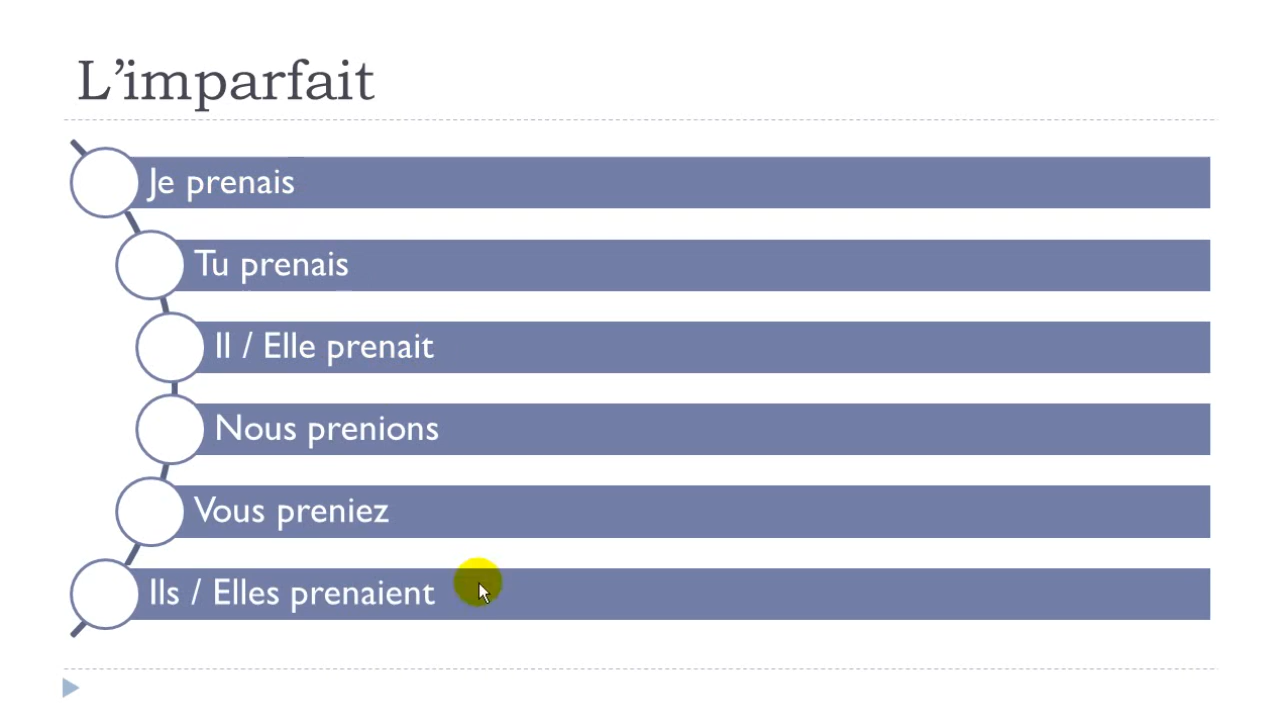 L’imparfait
Je prenais
Tu prenais
Il / Elle prenait
Nous prenions
Vous preniez
Ils / Elles prenaient